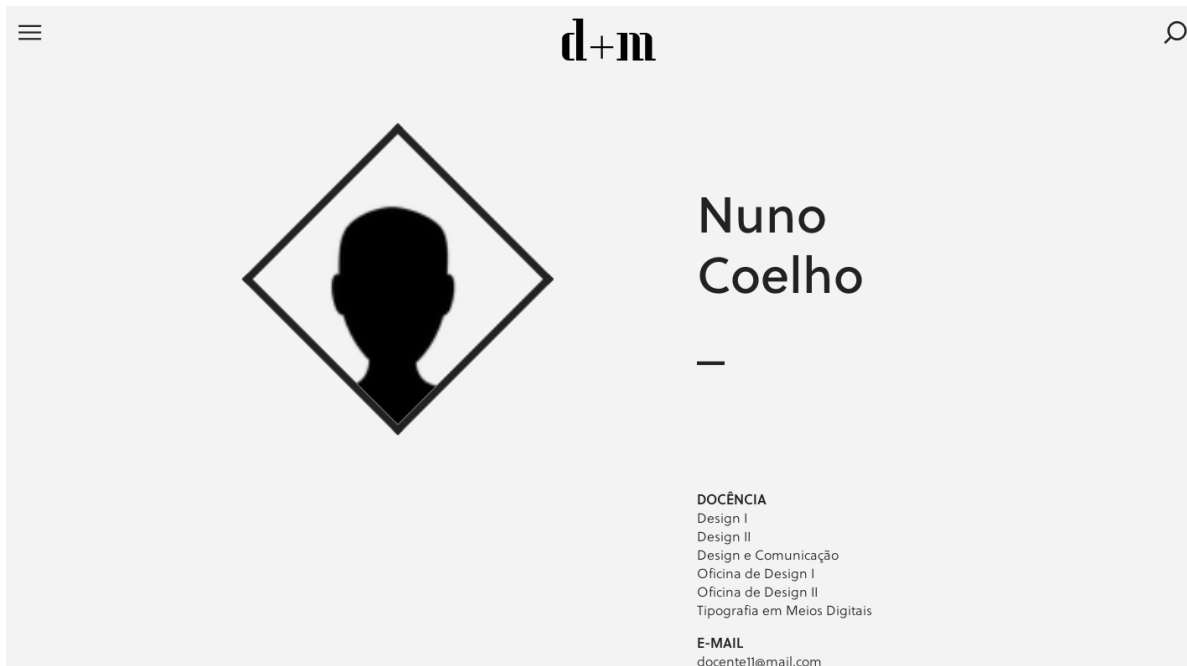 d+m
Nuno
Coelho
DOCÊNCIA
Design I
Design II
Design e Comunicação
Oficina de Design I
Oficina de Design II
Tipografia em Meios Digitais
E-MAIL
docente11@mail.com